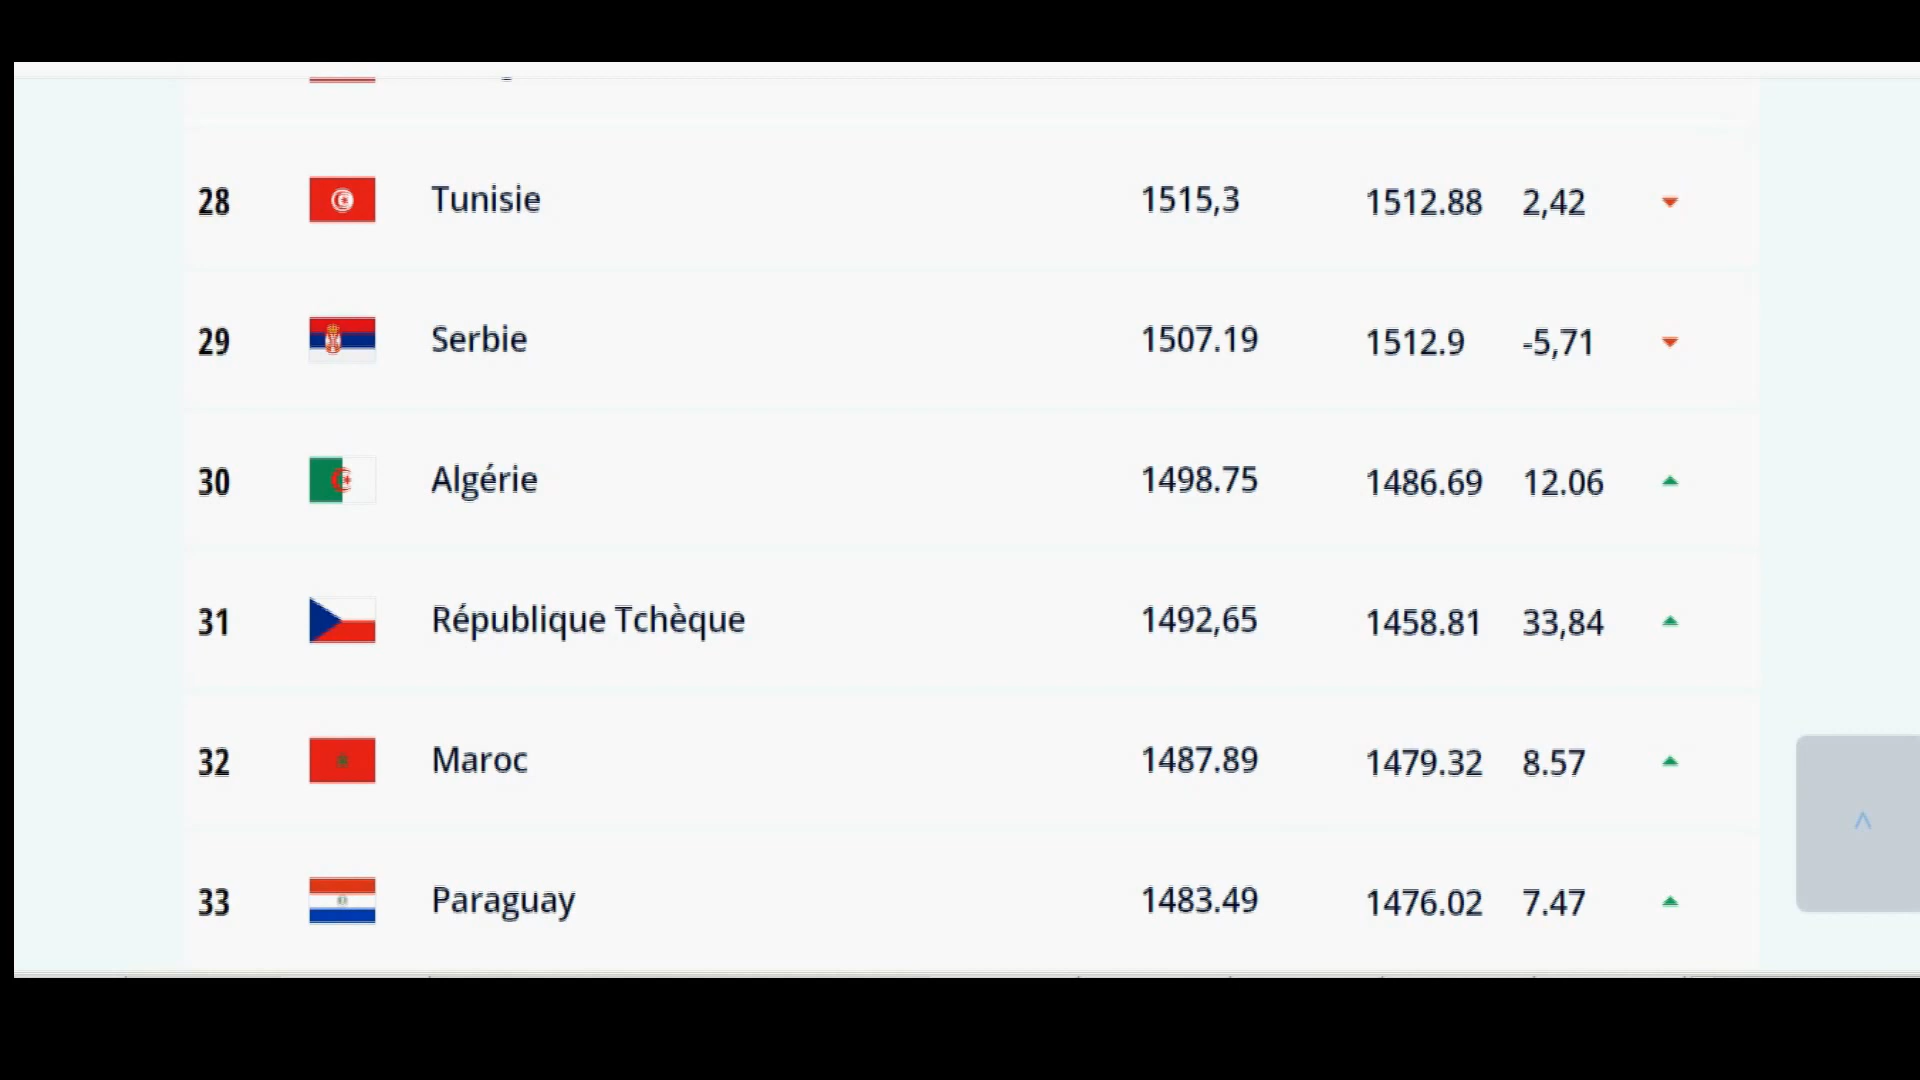 28 Tunisie 1515,3 1512.88 2,42
29 Serbie 1507.19 1512.9 -5,71
30 Algérie 1498.75 1486.69 12.06
31 République Tchèque 1492,65 1458.81 33,84
32 Maroc 1487.89 1479.32 8.57
33 Paraguay 1483.49 1476.02 7.47